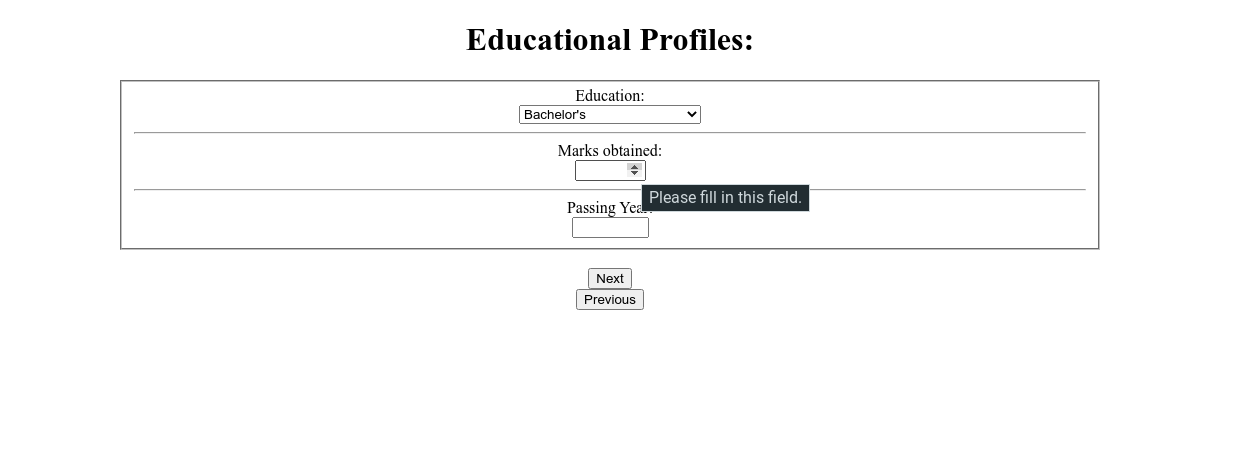 Educational Profiles:
Education:
Bachelor's
Marks obtained:
Please fill in this field.
Passing Year:
Next
Previous